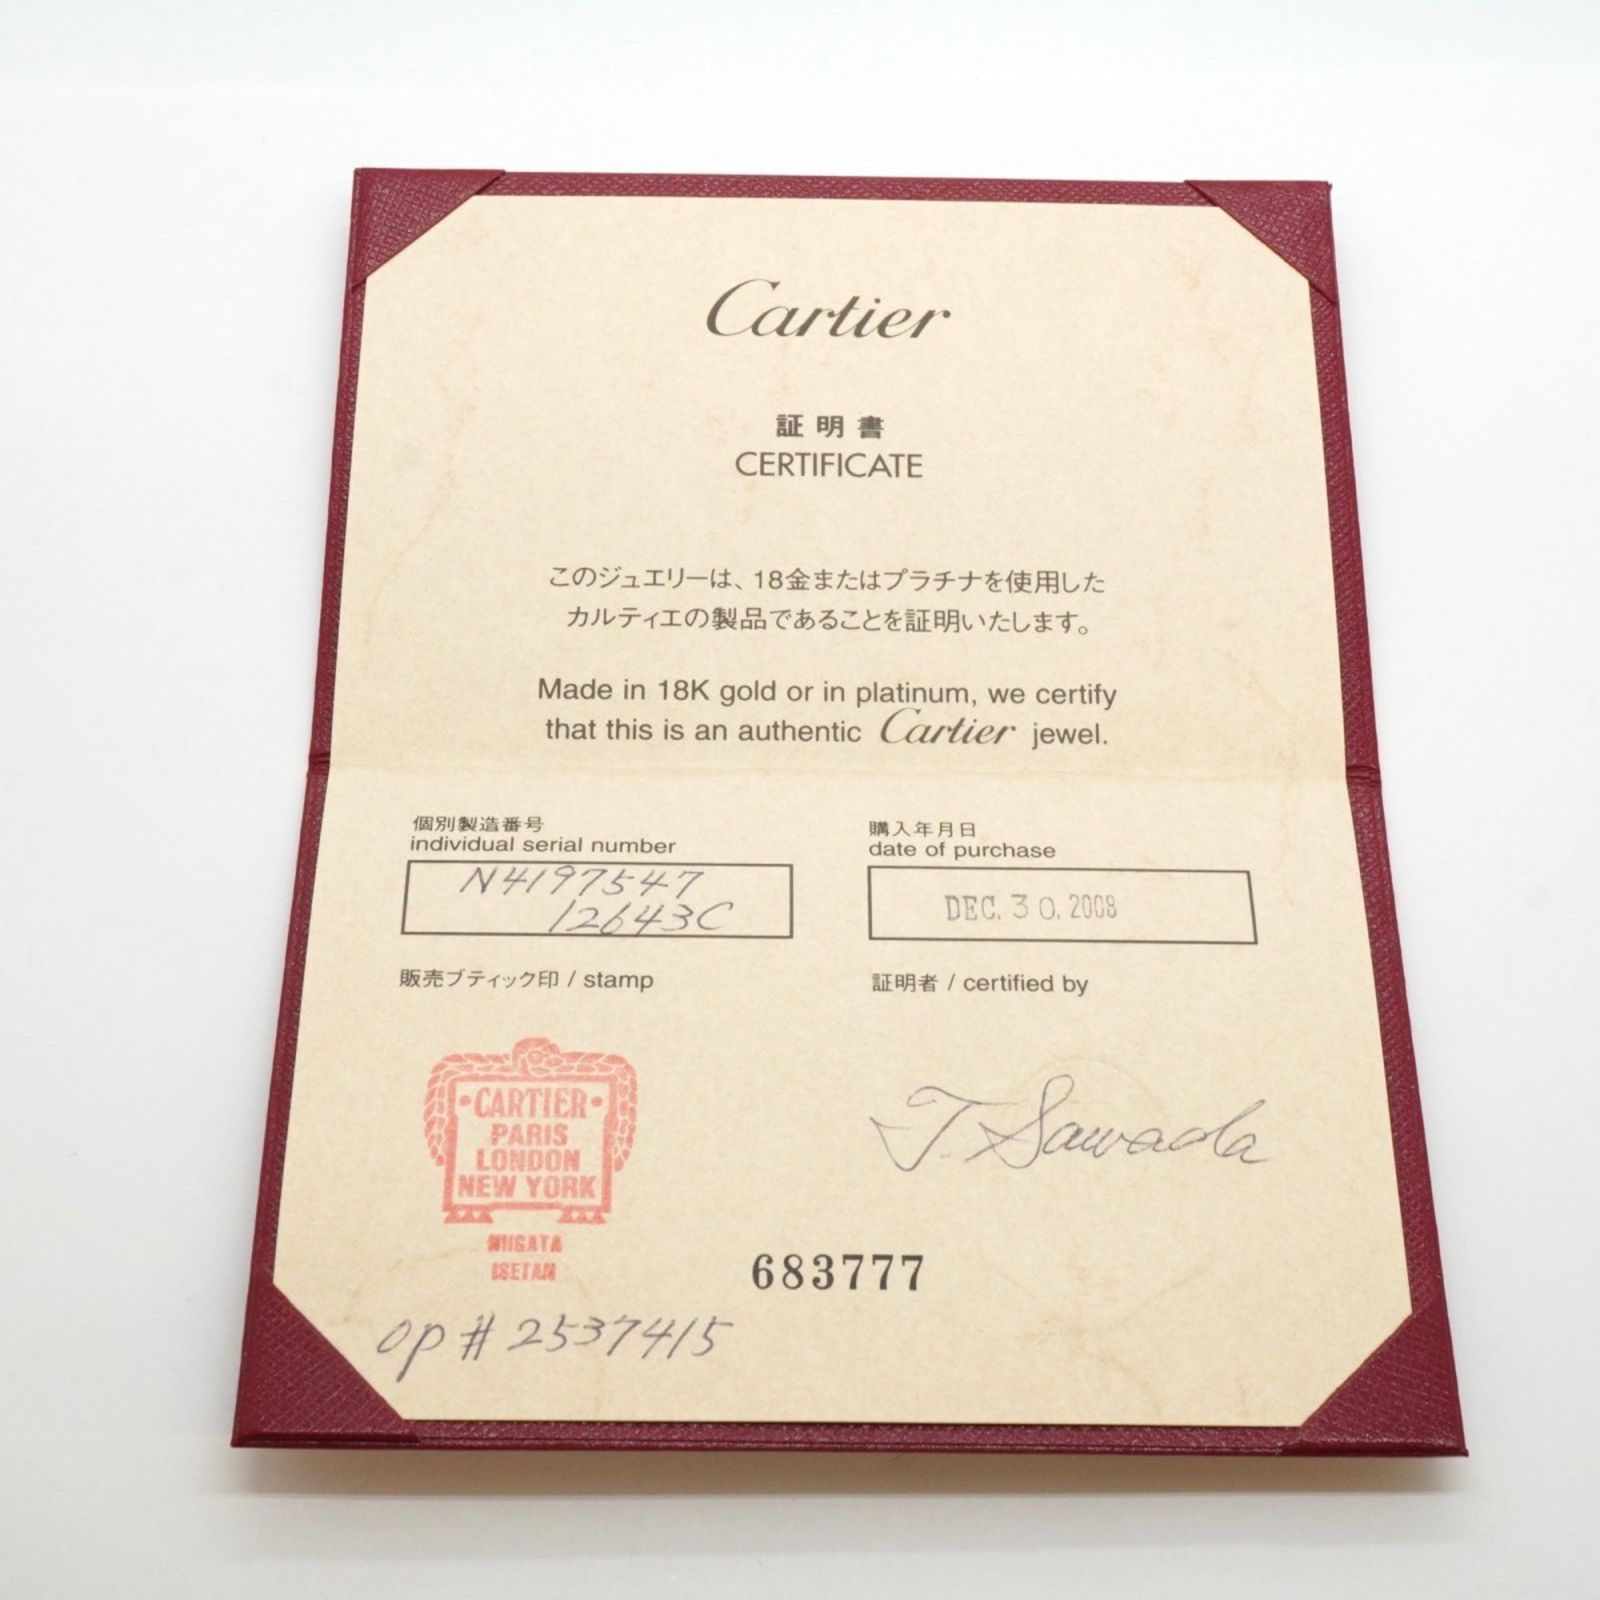 Cartier
証明書
CERTIFICATE
このジュエリーは、18金またはプラチナを使用した
カルティエの製品であることを証明いたします。
Made in 18K gold or in platinum, we certify
that this is an authentic Cartier jewel.
個別製造番号
individual serial number
N4197547
12643C
購入年月日
date of purchase
DEC. 30. 2008
販売ブティック印 / stamp
証明者 / certified by
•CARTIER•
PARIS
LONDON
NEW YORK
NIIGATA
ISETAN
T. Sawada
683777
op # 2537415